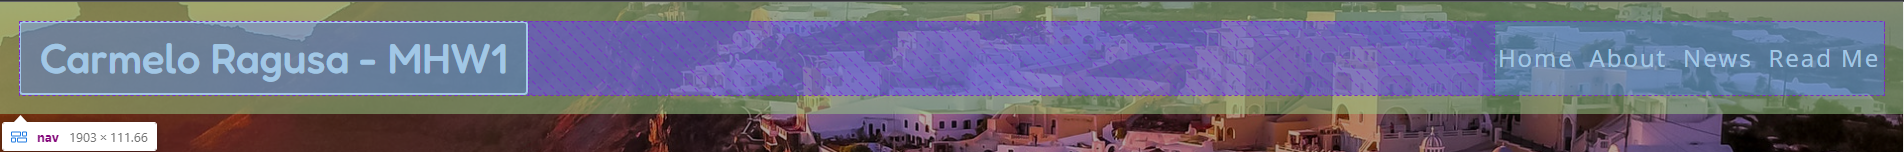 Carmelo Ragusa - MHW1
Home About News Read Me
nav 1903 × 111.66